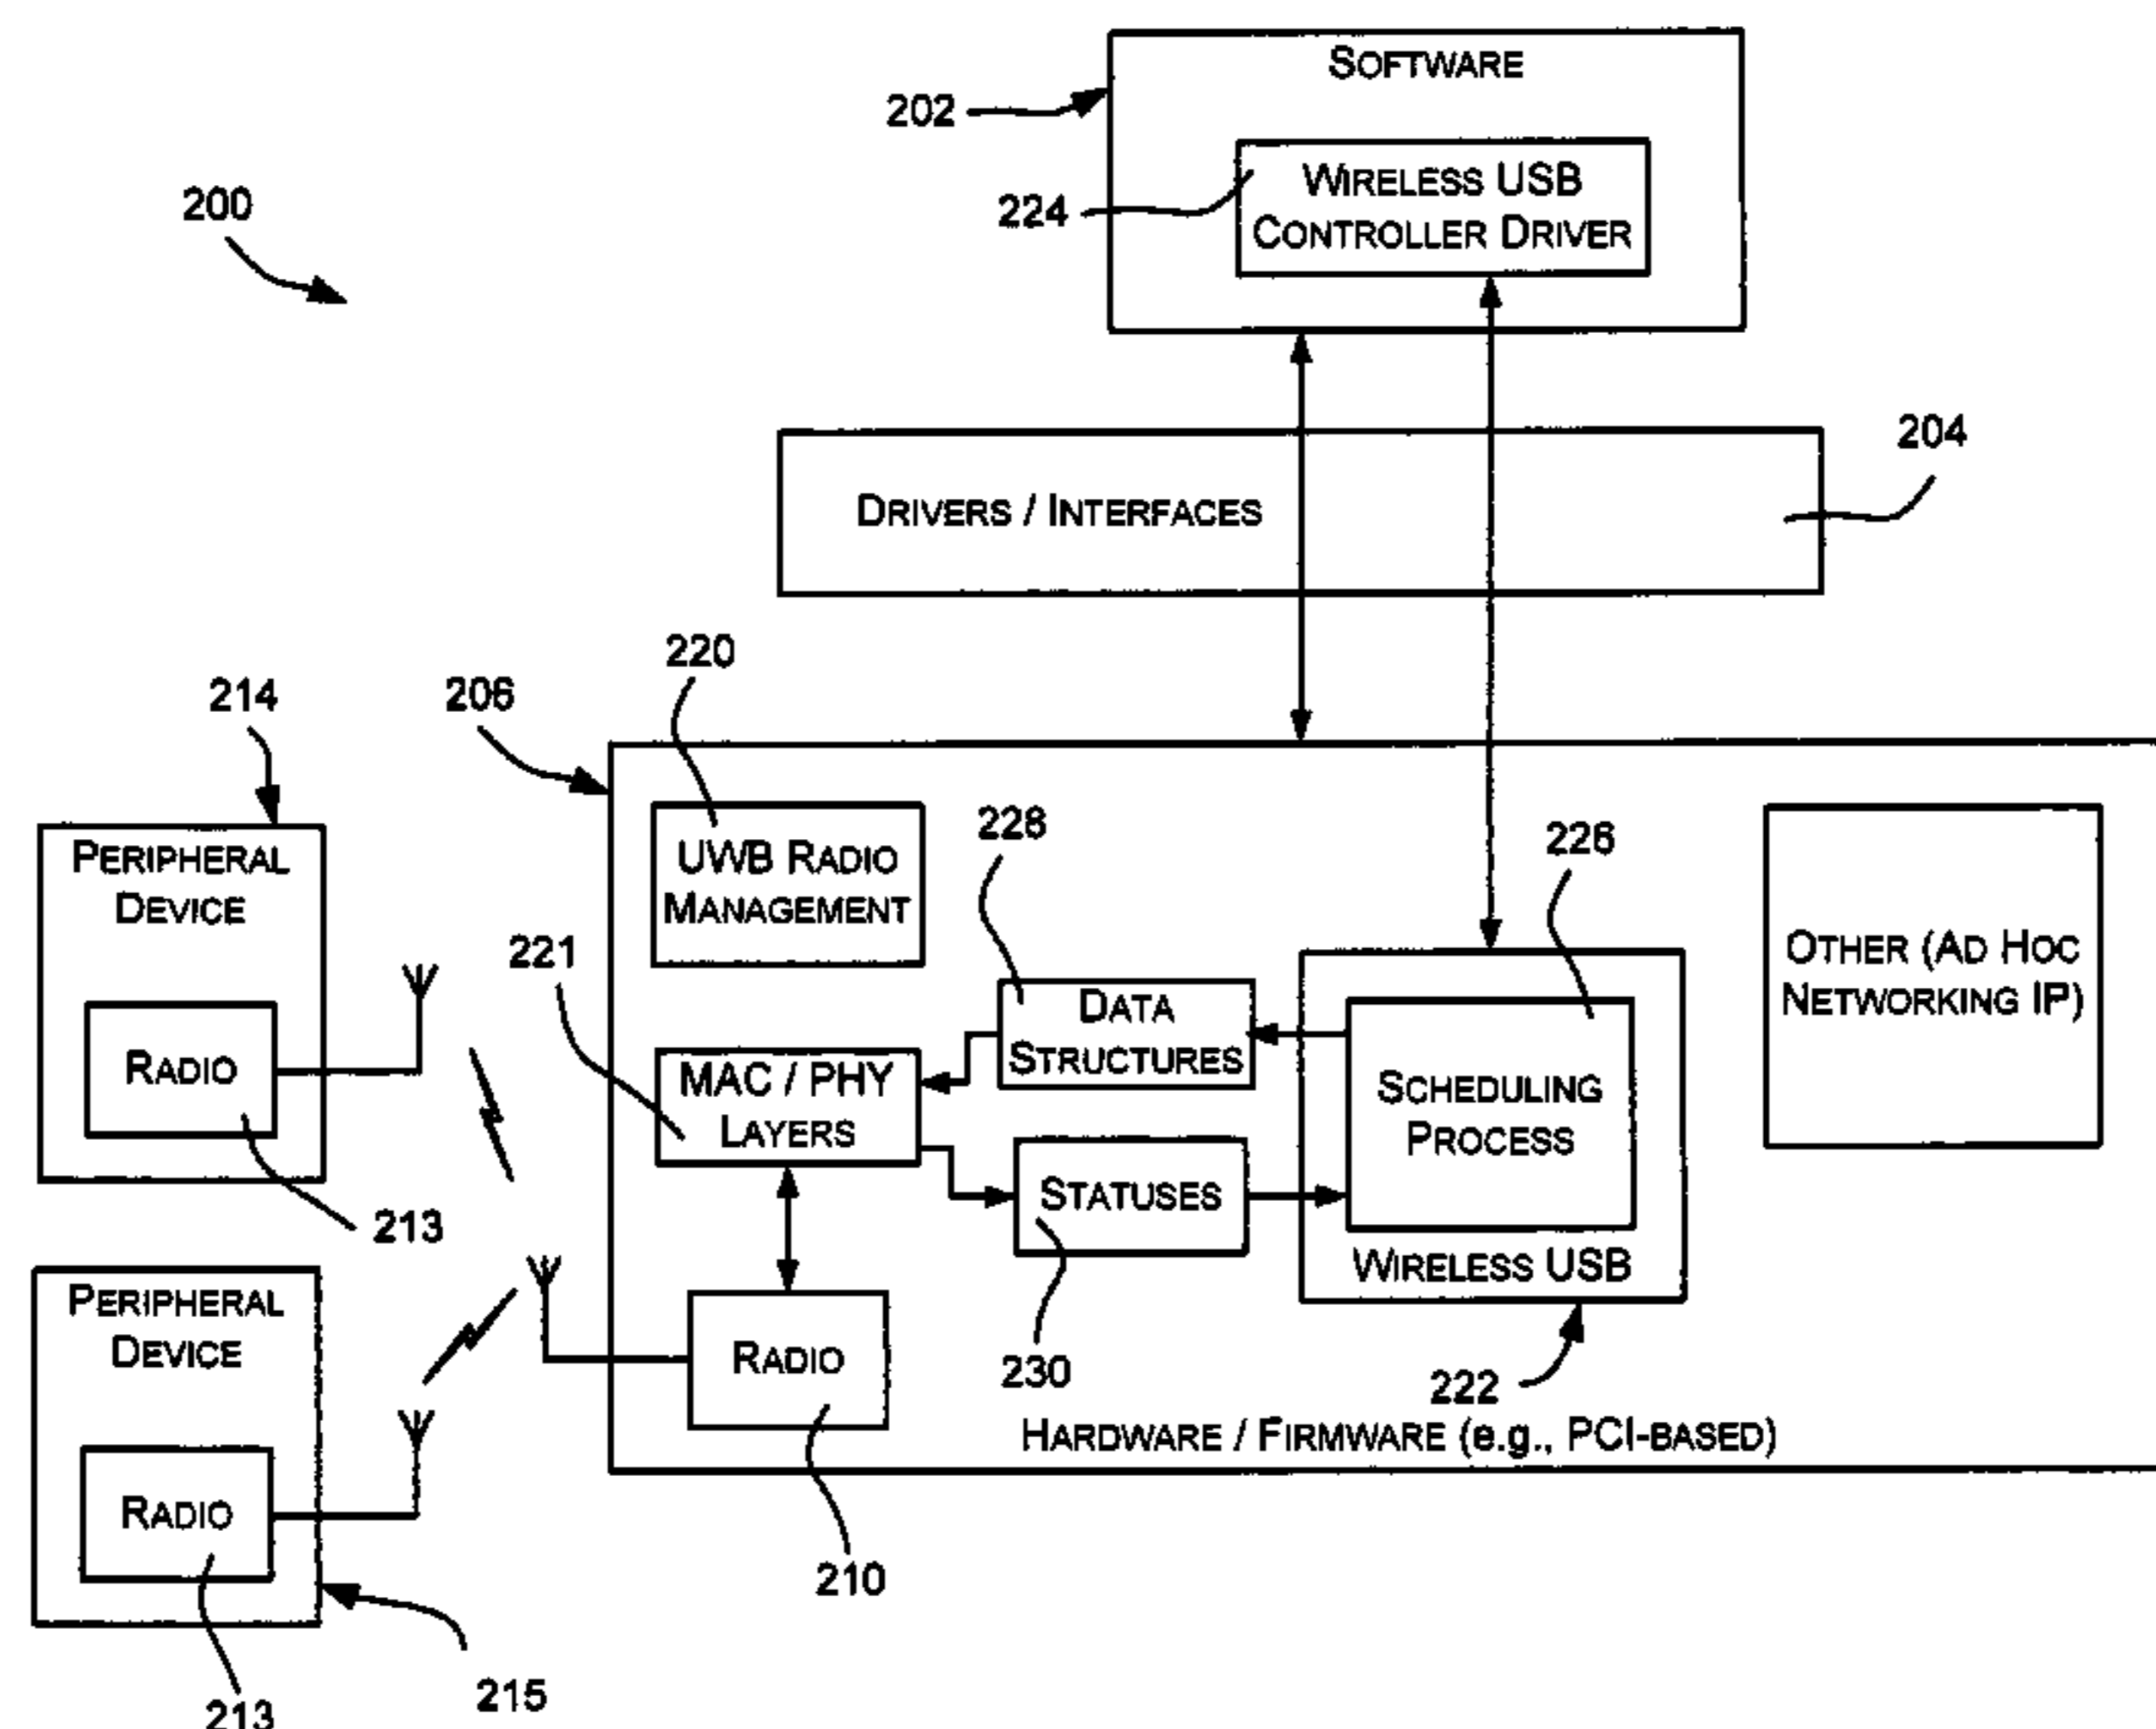 SOFTWARE
202
WIRELESS USB
CONTROLLER DRIVER
224
200
204
DRIVERS / INTERFACES
220
206
214
228
226
PERIPHERAL
DEVICE
UWB RADIO
MANAGEMENT
221
OTHER (AD HOC
NETWORKING IP)
DATA
STRUCTURES
RADIO
MAC / PHY
LAYERS
SCHEDULING
PROCESS
STATUSES
213
WIRELESS USB
PERIPHERAL
DEVICE
RADIO
230
222
HARDWARE / FIRMWARE (e.g., PCI-BASED)
RADIO
210
215
213